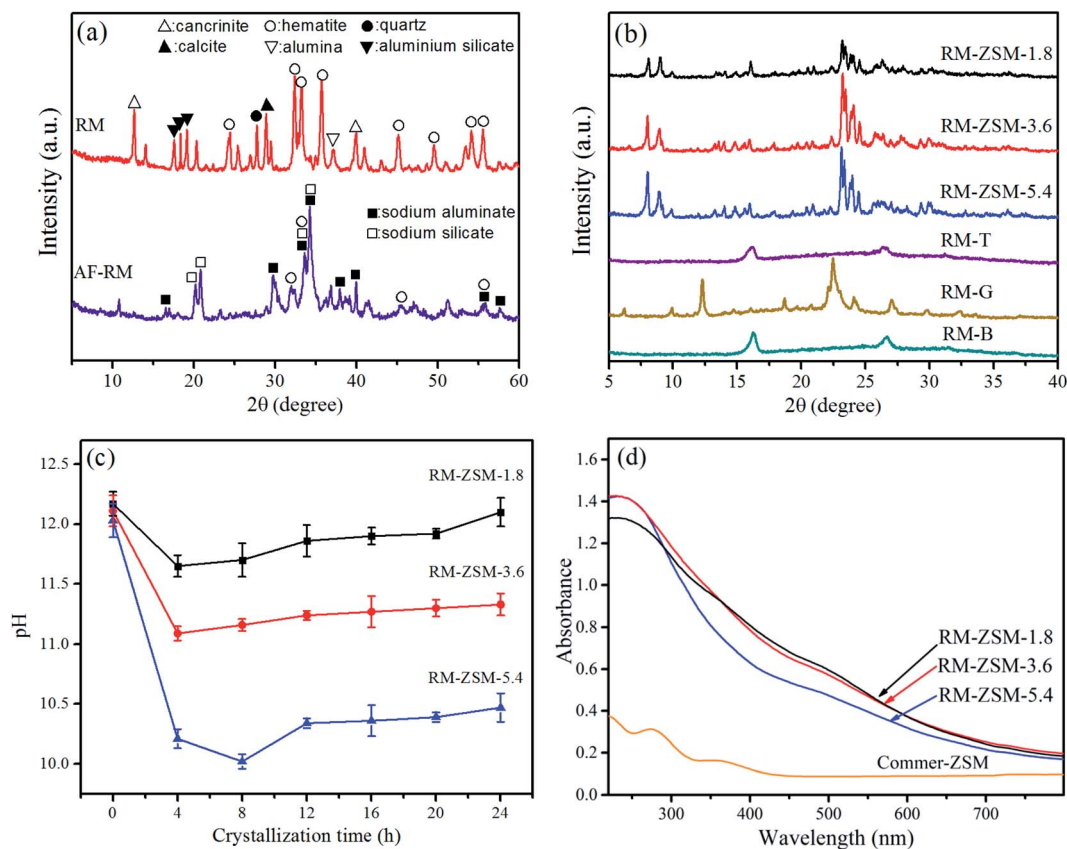 (a)
△:cancrinite ○:hematite ●:quartz
▲:calcite ▽:alumina ▼:aluminium silicate
RM
■:sodium aluminate
□:sodium silicate
AF-RM
Intensity (a.u.)
10 20 30 40 50 60
2θ (degree)
(b)
RM-ZSM-1.8
RM-ZSM-3.6
RM-ZSM-5.4
RM-T
RM-G
RM-B
Intensity (a.u.)
5 10 15 20 25 30 35 40
2θ (degree)
(c)
RM-ZSM-1.8
RM-ZSM-3.6
RM-ZSM-5.4
pH
12.5
12.0
11.5
11.0
10.5
10.0
0 4 8 12 16 20 24
Crystallization time (h)
(d)
RM-ZSM-1.8
RM-ZSM-3.6
RM-ZSM-5.4
Commer-ZSM
Absorbance
1.6
1.4
1.2
1.0
0.8
0.6
0.4
0.2
0.0
300 400 500 600 700
Wavelength (nm)